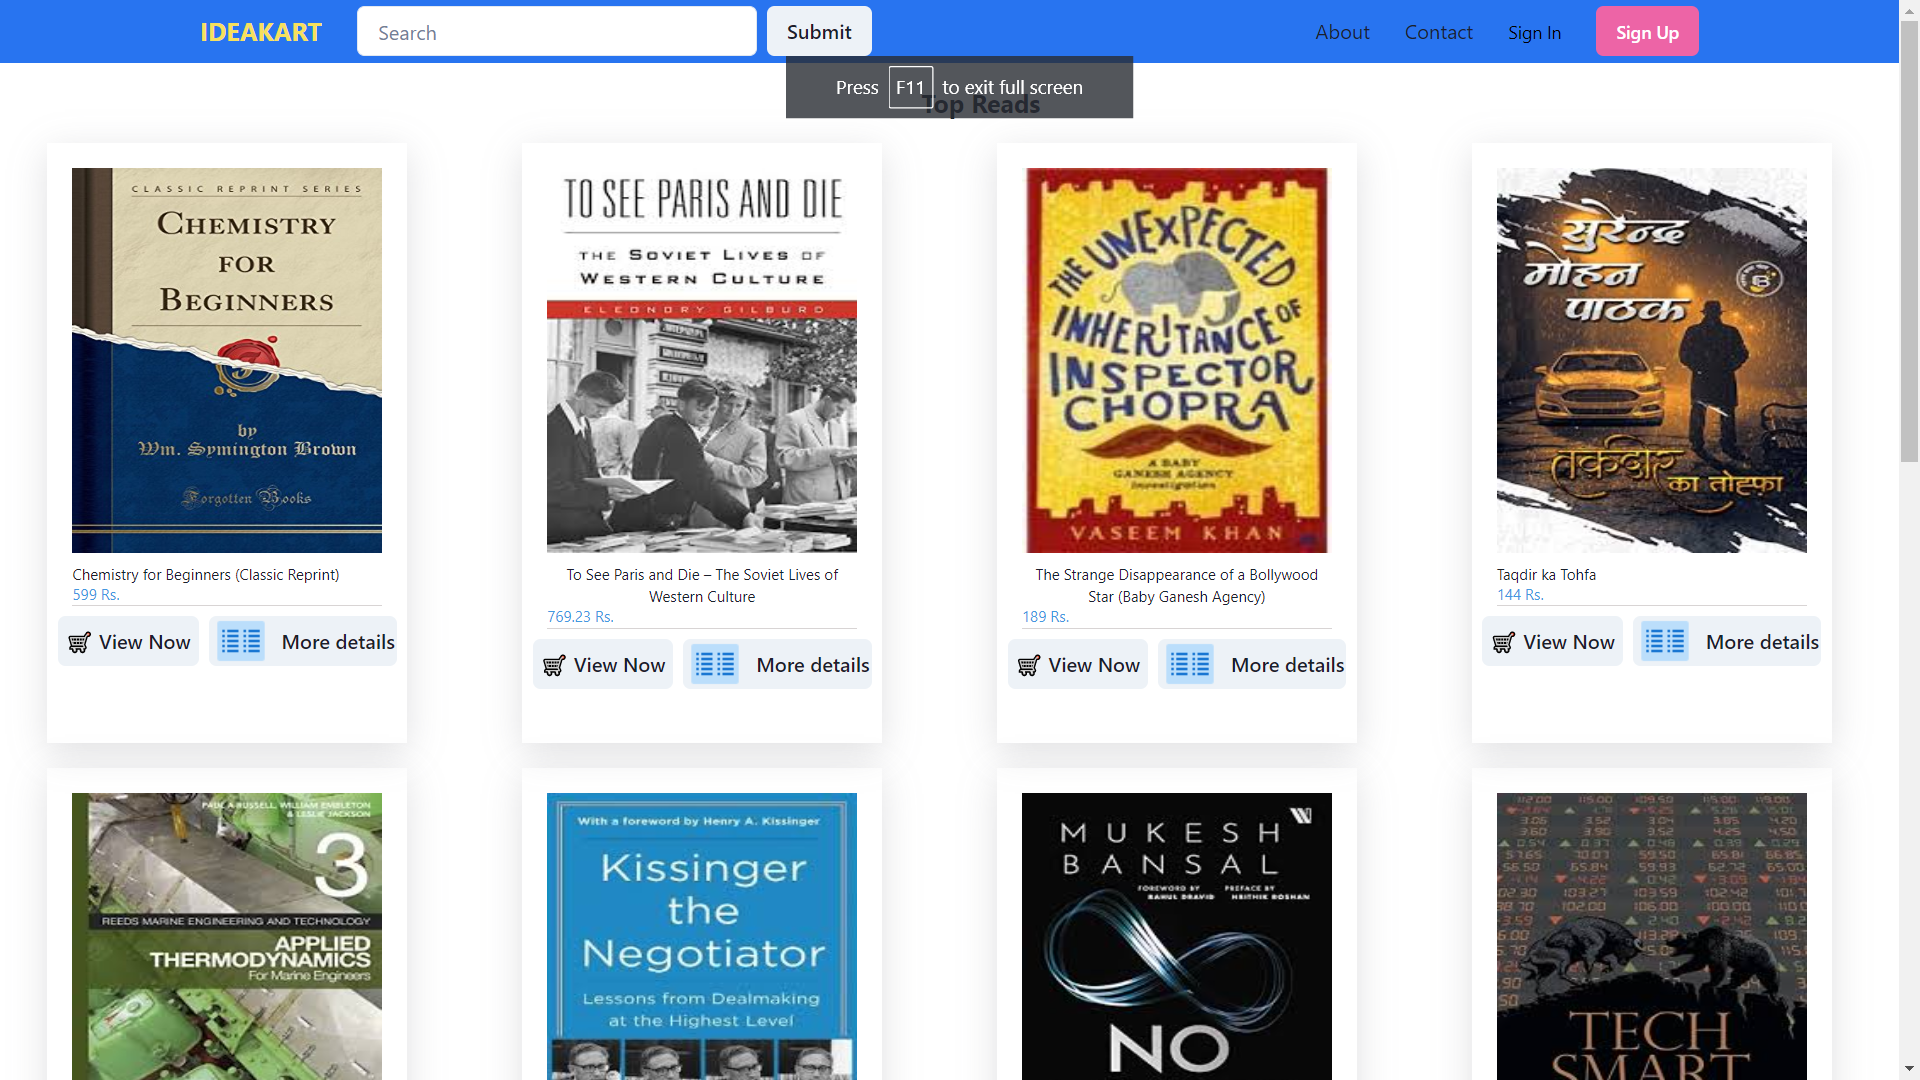 IDEAKART
Search
Submit
About
Contact
Sign In
Sign Up
Press F11 to exit full screen
Top Reads
CLASSIC REPRINT SERIES
CHEMISTRY
FOR
BEGINNERS
by
Wm. Symington Brown
Forgotten Books
Chemistry for Beginners (Classic Reprint)
599 Rs.
View Now
More details
TO SEE PARIS AND DIE
THE SOVIET LIVES OF
WESTERN CULTURE
ELEONORY GILBURD
To See Paris and Die – The Soviet Lives of
Western Culture
769.23 Rs.
View Now
More details
THE UNEXPECTED
INHERITANCE OF
INSPECTOR
CHOPRA
A BABY
GANESH AGENCY
Investigation
VASEEM KHAN
The Strange Disappearance of a Bollywood
Star (Baby Ganesh Agency)
189 Rs.
View Now
More details
सुरेन्द्र
मोहन
पाठक
तकदीर
का तोहफ़ा
Taqdir ka Tohfa
144 Rs.
View Now
More details
PAUL A RUSSELL, WILLIAM EMBLETON
& LESLIE JACKSON
3
REEDS MARINE ENGINEERING AND TECHNOLOGY
APPLIED
THERMODYNAMICS
For Marine Engineers
With a foreword by Henry A. Kissinger
Kissinger
the
Negotiator
Lessons from Dealmaking
at the Highest Level
W
MUKESH
BANSAL
FOREWORD BY
RAHUL DRAVID
PREFACE BY
HRITHIK ROSHAN
NO
TECH
SMART